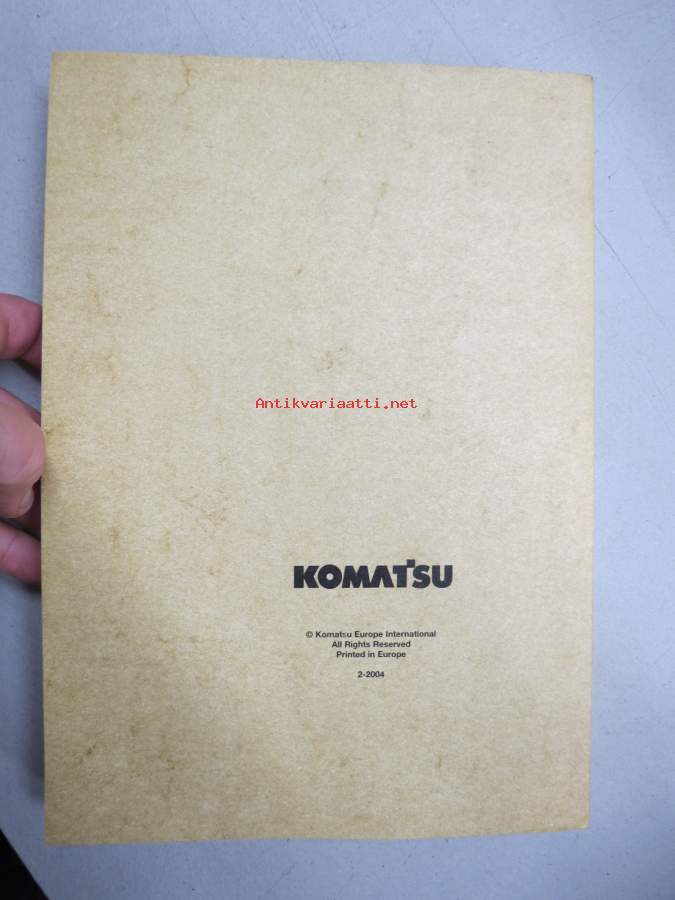 Antikvariaatti.net
KOMATSU
© Komatsu Europe International
All Rights Reserved
Printed in Europe
2-2004